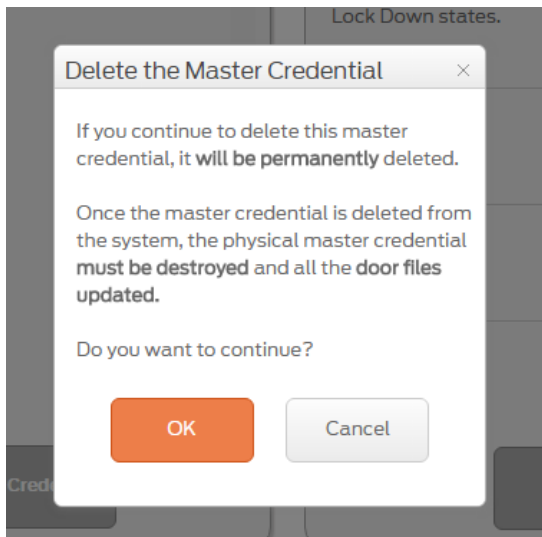 Lock Down states.
Delete the Master Credential
If you continue to delete this master
credential, it will be permanently deleted.
Once the master credential is deleted from
the system, the physical master credential
must be destroyed and all the door files
updated.
Do you want to continue?
OK
Cancel
Crede